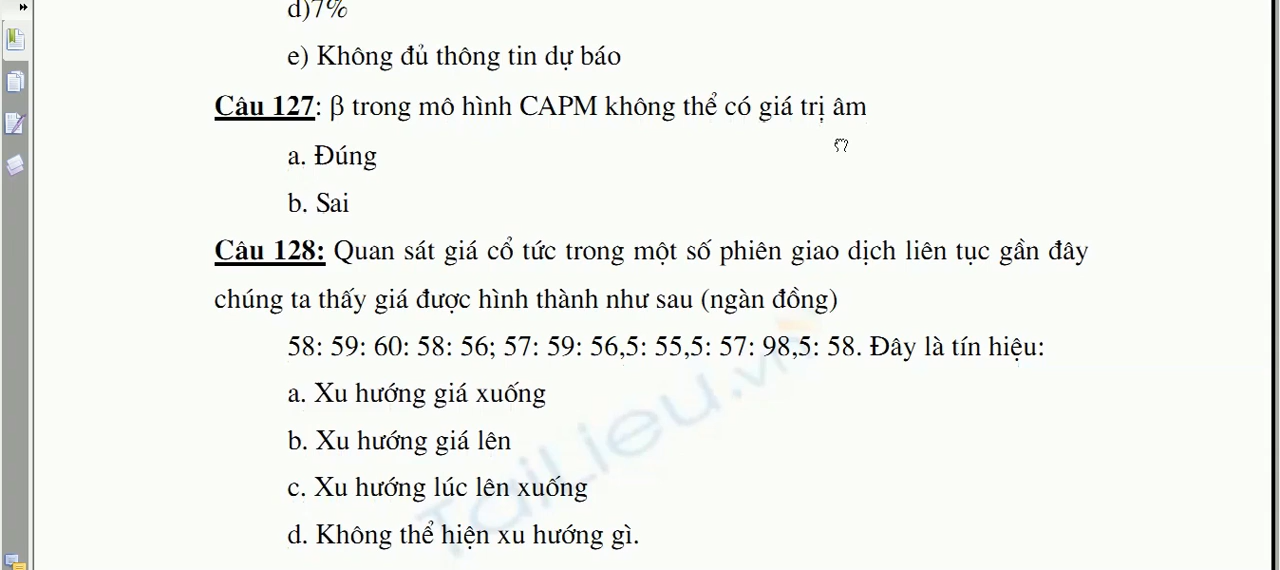 d)7%
e) Không đủ thông tin dự báo
Câu 127: β trong mô hình CAPM không thể có giá trị âm
a. Đúng
b. Sai
Câu 128: Quan sát giá cổ tức trong một số phiên giao dịch liên tục gần đây
chúng ta thấy giá được hình thành như sau (ngàn đồng)
58: 59: 60: 58: 56; 57: 59: 56,5: 55,5: 57: 98,5: 58. Đây là tín hiệu:
a. Xu hướng giá xuống
b. Xu hướng giá lên
c. Xu hướng lúc lên xuống
d. Không thể hiện xu hướng gì.
TaiLieu.vn